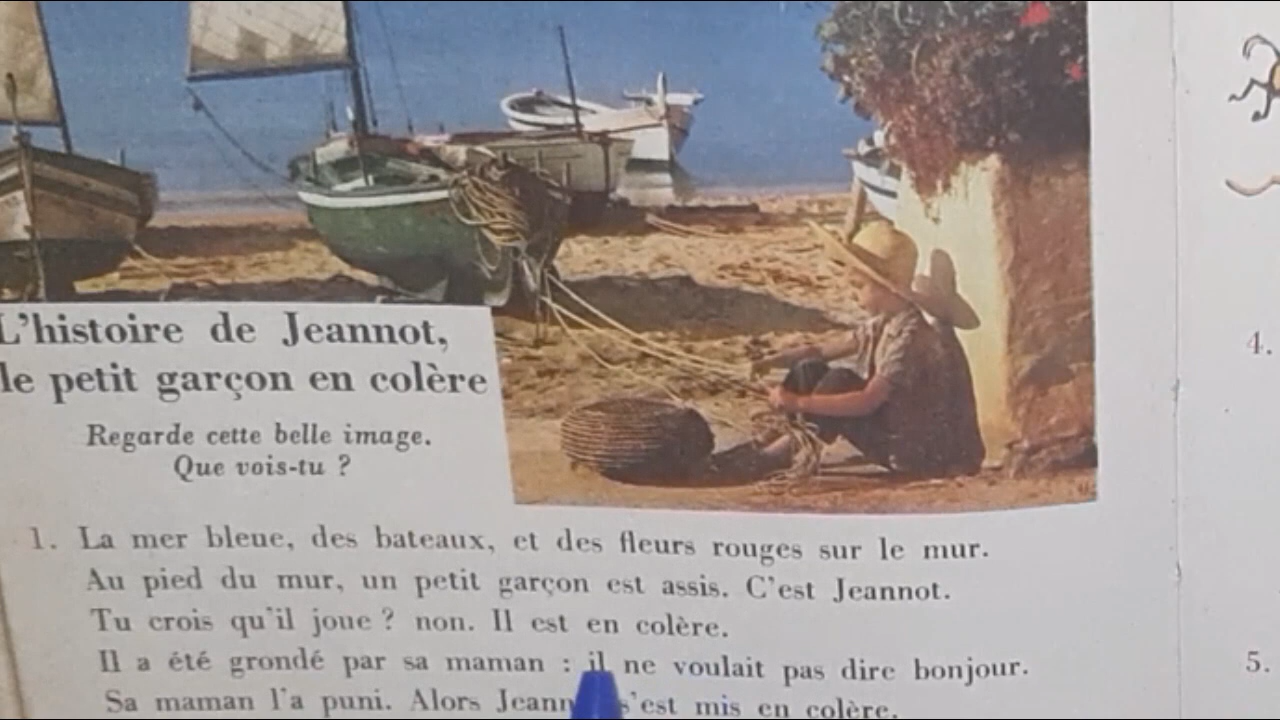 L'histoire de Jeannot,
le petit garçon en colère
Regarde cette belle image.
Que vois-tu ?
1. La mer bleue, des bateaux, et des fleurs rouges sur le mur.
Au pied du mur, un petit garçon est assis. C'est Jeannot.
Tu crois qu'il joue ? non. Il est en colère.
Il a été grondé par sa maman : il ne voulait pas dire bonjour.
Sa maman l'a puni. Alors s'est mis en colère.
4.
5.